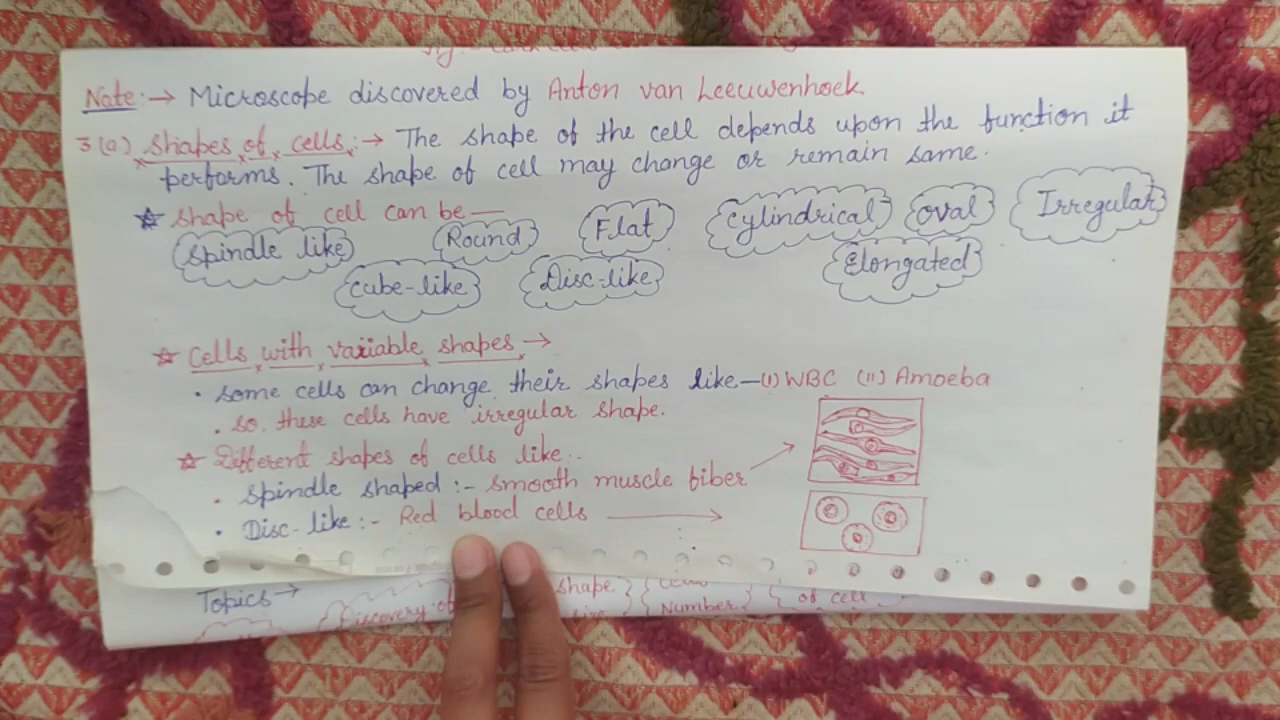 Note:→ Microscope discovered by Anton van Leeuwenhoek.
3(a) Shapes of cells:→ The shape of the cell depends upon the function it
performs. The shape of cell may change or remain same.
☆ Shape of cell can be—
Spindle like Round Flat Cylindrical Oval Irregular
Cube-like Disc-like Elongated
☆ Cells with variable shapes →
• Some cells can change their shapes like—(i) WBC (ii) Amoeba
• So these cells have irregular shape.
☆ Different shapes of cells like:-
• Spindle shaped :- Smooth muscle fiber
• Disc-like :- Red blood cells
Topics →
Discovery of shape
Number of cell